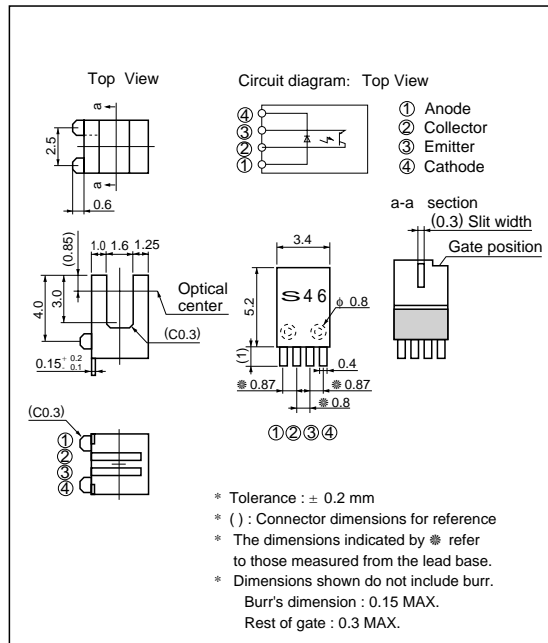 Top View
Circuit diagram: Top View
a
a
2.5
0.6
④
③
②
①
① Anode
② Collector
③ Emitter
④ Cathode
a-a section
(0.3) Slit width
Gate position
(0.85)
1.0
1.6
1.25
4.0
3.0
Optical
center
(C0.3)
0.15 + 0.2 - 0.1
3.4
5.2
S46
φ 0.8
(1)
0.4
※ 0.87
※ 0.87
※ 0.8
①②③④
(C0.3)
①
②
③
④
* Tolerance : ± 0.2 mm
* ( ) : Connector dimensions for reference
* The dimensions indicated by ※ refer
to those measured from the lead base.
* Dimensions shown do not include burr.
Burr's dimension : 0.15 MAX.
Rest of gate : 0.3 MAX.